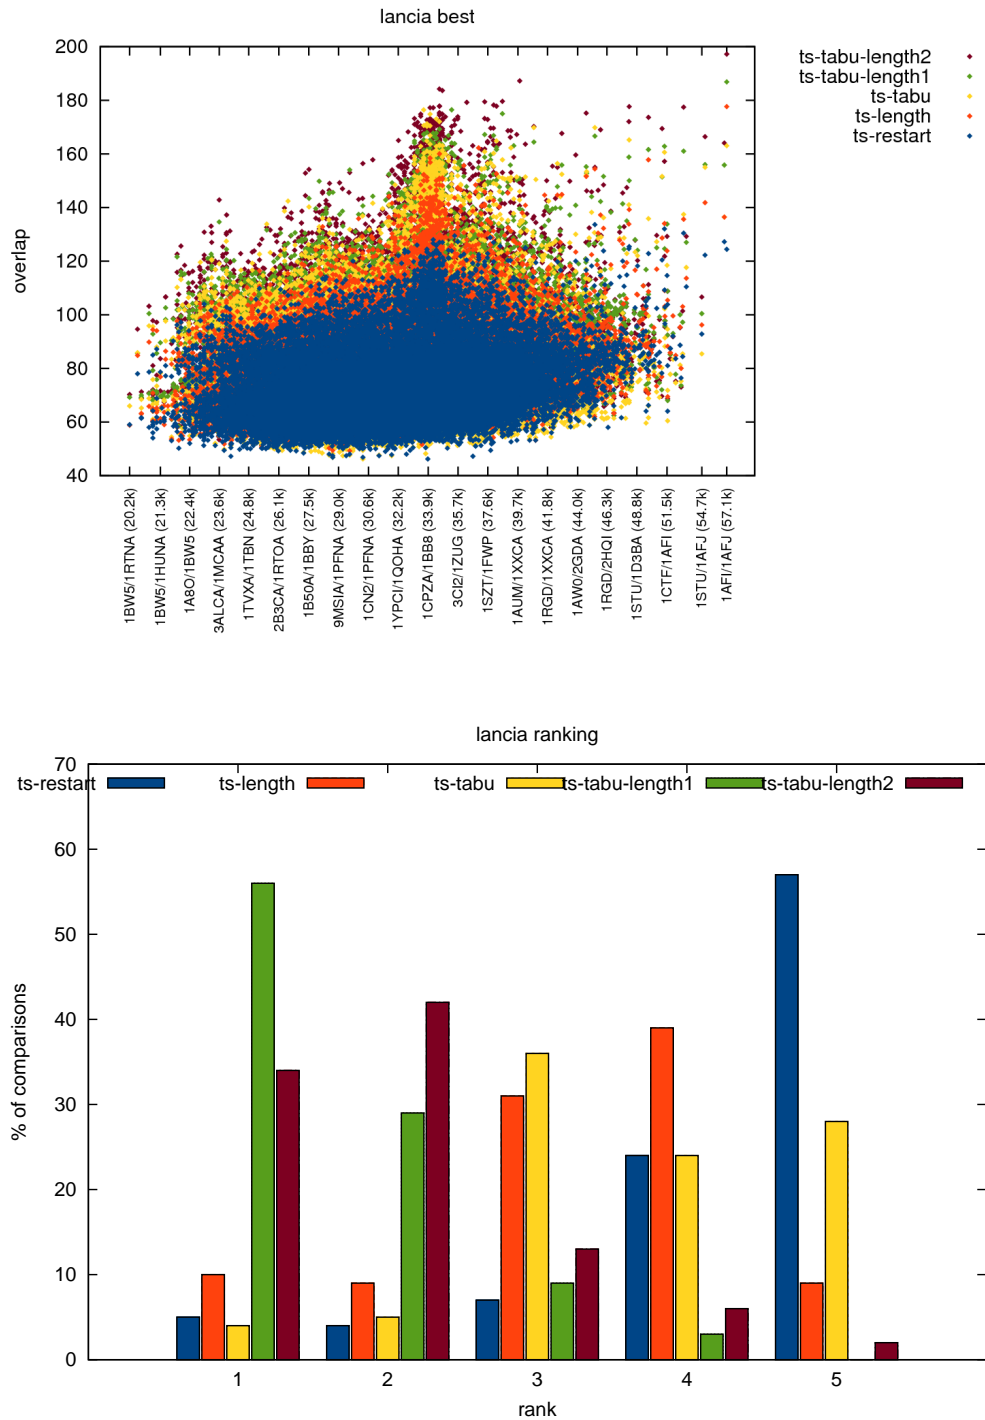 lancia best
200
180
160
140
120
100
80
60
40
overlap
ts-tabu-length2
ts-tabu-length1
ts-tabu
ts-length
ts-restart
1BW5/1RTNA (20.2k)
1BW5/1HUNA (21.3k)
1A8O/1BW5 (22.4k)
3ALCA/1MCAA (23.6k)
1TVXA/1TBN (24.8k)
2B3CA/1RTOA (26.1k)
1B50A/1BBY (27.5k)
9MSIA/1PFNA (29.0k)
1CN2/1PFNA (30.6k)
1YPCI/1QOHA (32.2k)
1CPZA/1BB8 (33.9k)
3CI2/1ZUG (35.7k)
1SZT/1FWP (37.6k)
1AUM/1XXCA (39.7k)
1RGD/1XXCA (41.8k)
1AW0/2GDA (44.0k)
1RGD/2HQI (46.3k)
1STU/1D3BA (48.8k)
1CTF/1AFI (51.5k)
1STU/1AFJ (54.7k)
1AFI/1AFJ (57.1k)
lancia ranking
70
ts-restart ts-length ts-tabu ts-tabu-length1 ts-tabu-length2
60
50
40
30
20
10
0
% of comparisons
1 2 3 4 5
rank